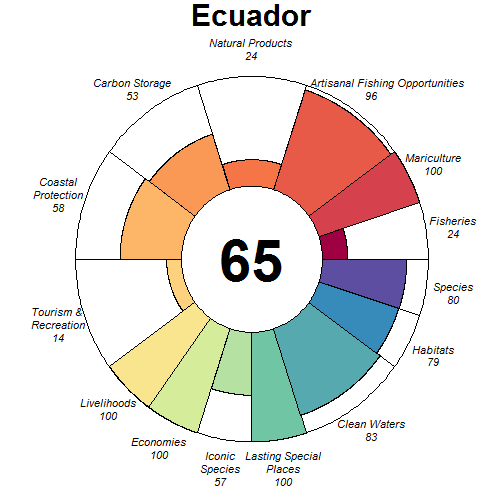 Ecuador
Natural Products
24
Carbon Storage
53
Artisanal Fishing Opportunities
96
Mariculture
100
Coastal
Protection
58
Fisheries
24
65
Species
80
Tourism &
Recreation
14
Habitats
79
Livelihoods
100
Clean Waters
83
Economies
100
Iconic
Species
57
Lasting Special
Places
100